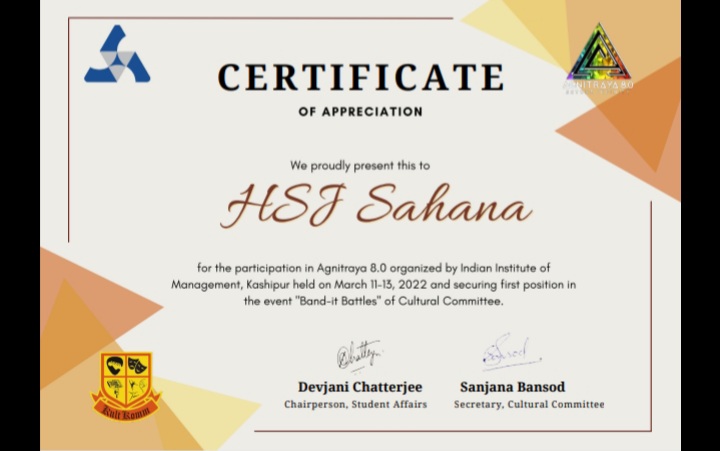 CERTIFICATE
OF APPRECIATION
AGNITRAYA 8.0
We proudly present this to
HSJ Sahana
for the participation in Agnitraya 8.0 organized by Indian Institute of
Management, Kashipur held on March 11-13, 2022 and securing first position in
the event "Band-it Battles" of Cultural Committee.
Devjani Chatterjee
Chairperson, Student Affairs
Sanjana Bansod
Secretary, Cultural Committee
Kult Komm